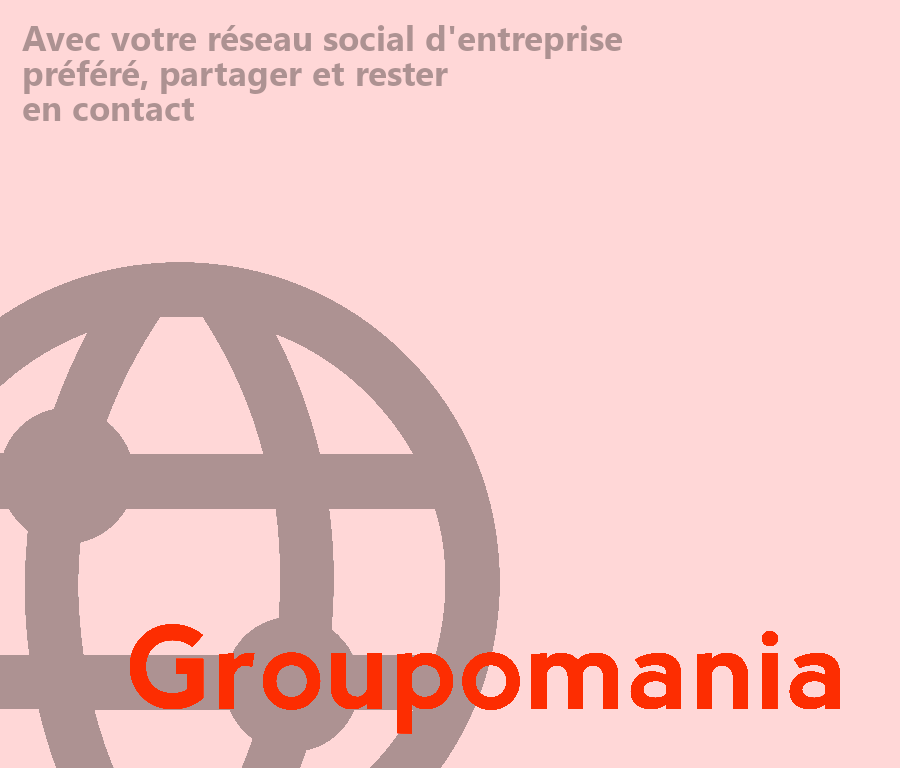 Avec votre réseau social d'entreprise
préféré, partager et rester
en contact
Groupomania